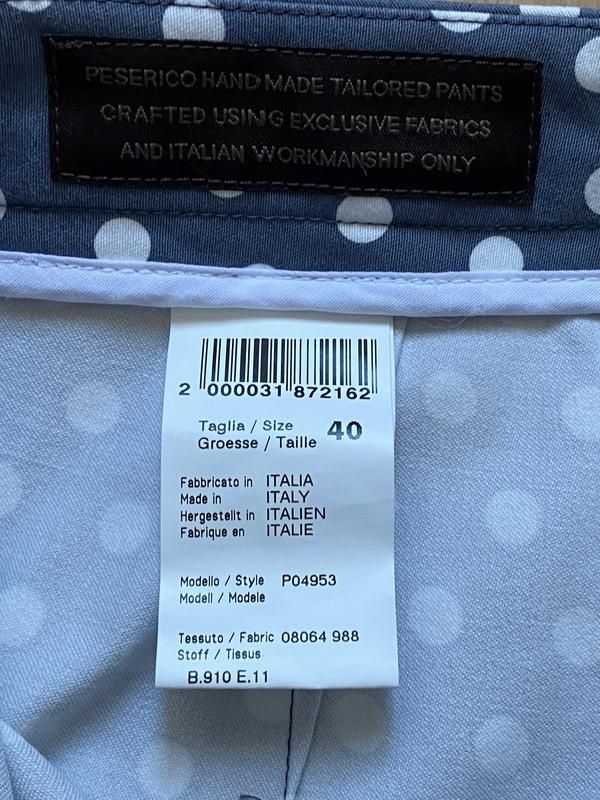 PESERICO HAND MADE TAILORED PANTS
CRAFTED USING EXCLUSIVE FABRICS
AND ITALIAN WORKMANSHIP ONLY
2 000031 872162
Taglia / Size 40
Groesse / Taille
Fabbricato in ITALIA
Made in ITALY
Hergestellt in ITALIEN
Fabrique en ITALIE
Modello / Style P04953
Modell / Modele
Tessuto / Fabric 08064 988
Stoff / Tissus
B.910 E.11